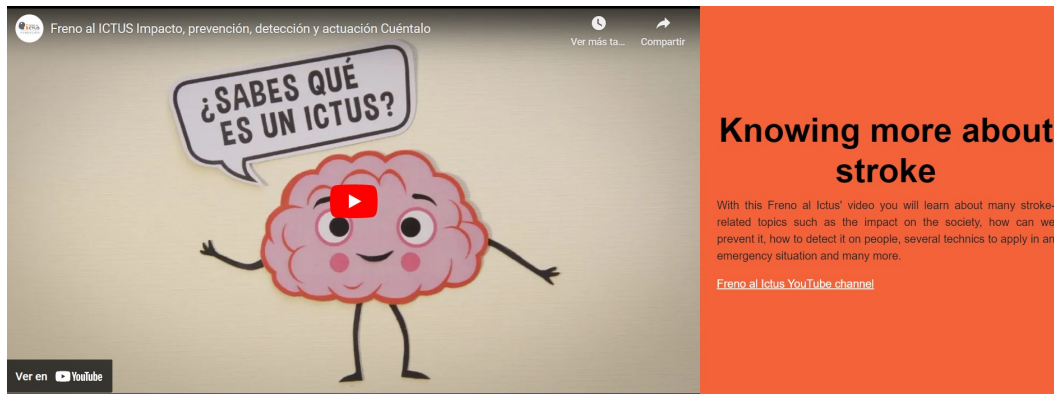 Freno al ICTUS Impacto, prevención, detección y actuación Cuéntalo
Ver más ta...
Compartir
¿SABES QUÉ
ES UN ICTUS?
Ver en YouTube
Knowing more about
stroke
With this Freno al Ictus' video you will learn about many stroke-
related topics such as the impact on the society, how can we
prevent it, how to detect it on people, several technics to apply in an
emergency situation and many more.
Freno al Ictus YouTube channel